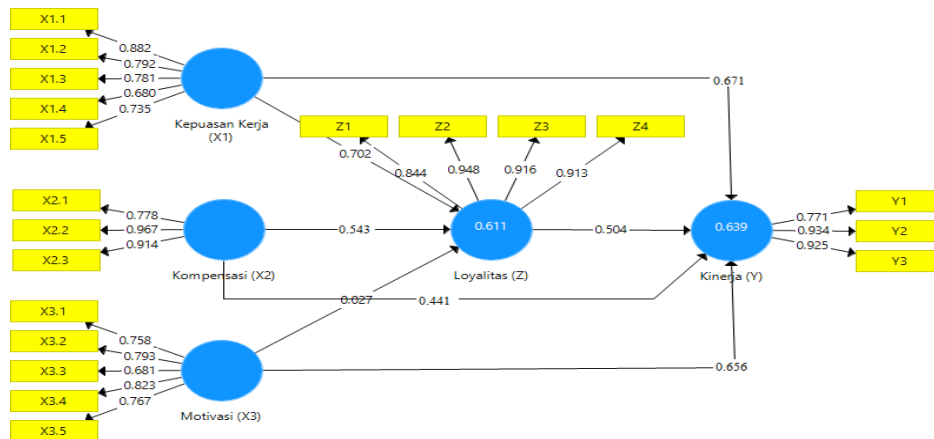 X1.1
X1.2
X1.3
X1.4
X1.5
0.882
0.792
0.781
0.680
0.735
Kepuasan Kerja
(X1)
0.671
0.702
Z1
Z2
Z3
Z4
0.844
0.948
0.916
0.913
X2.1
X2.2
X2.3
0.778
0.967
0.914
Kompensasi (X2)
0.543
0.611
Loyalitas (Z)
0.504
0.639
Kinerja (Y)
0.771
0.934
0.925
Y1
Y2
Y3
0.027
0.441
X3.1
X3.2
X3.3
X3.4
X3.5
0.758
0.793
0.681
0.823
0.767
Motivasi (X3)
0.656